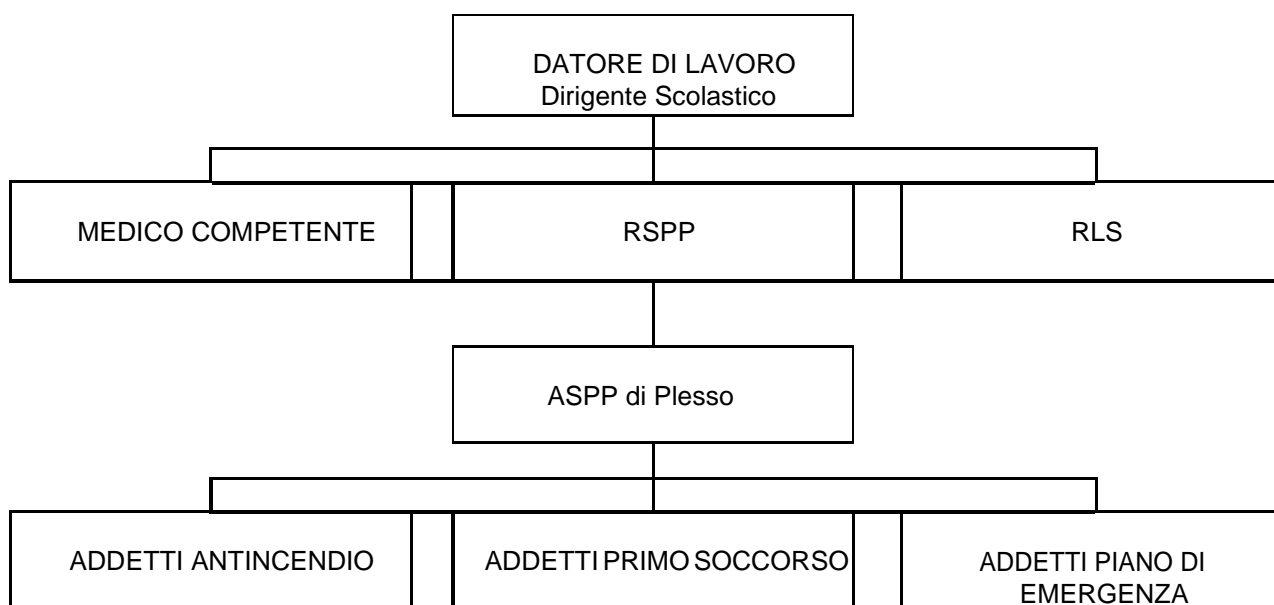 DATORE DI LAVORO
Dirigente Scolastico
MEDICO COMPETENTE
RSPP
RLS
ASPP di Plesso
ADDETTI ANTINCENDIO
ADDETTI PRIMO SOCCORSO
ADDETTI PIANO DI
EMERGENZA